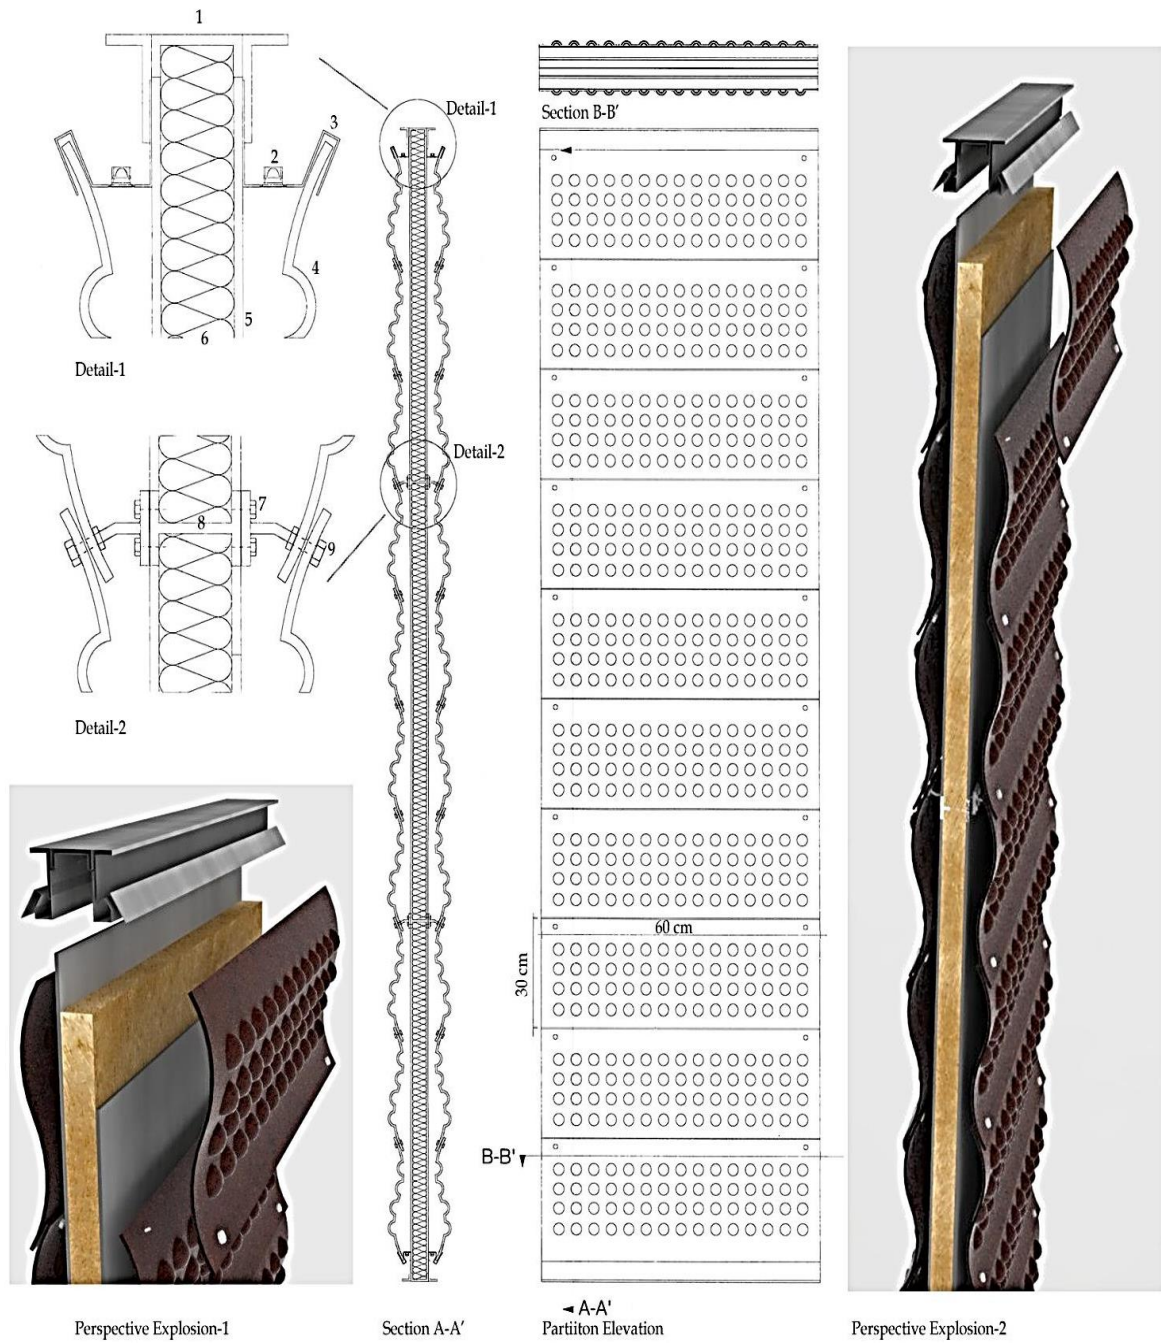 1
3
2
4
5
6
Detail-1
7
8
9
Detail-2
Perspective Explosion-1
Detail-1
Detail-2
Section A-A'
Section B-B'
60 cm
30 cm
B-B'
A-A'
Partiiton Elevation
Perspective Explosion-2